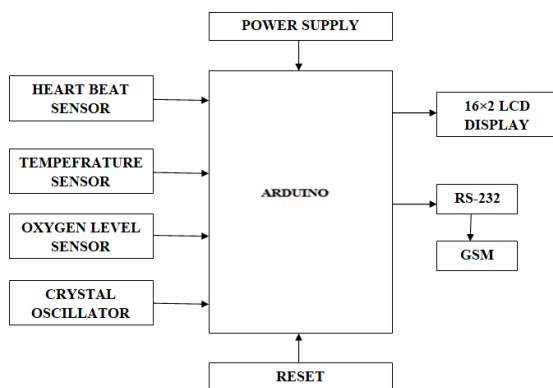 POWER SUPPLY
HEART BEAT
SENSOR
16×2 LCD
DISPLAY
TEMPEFRATURE
SENSOR
ARDUINO
RS-232
OXYGEN LEVEL
SENSOR
GSM
CRYSTAL
OSCILLATOR
RESET